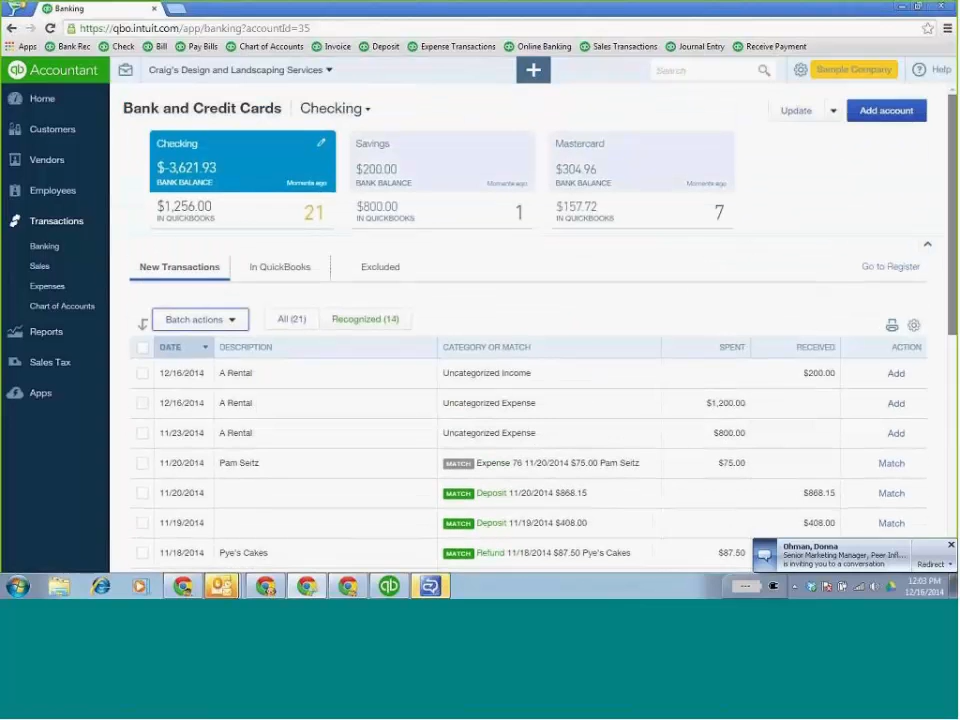 Banking
https://qbo.intuit.com/app/banking?accountId=35
Apps Bank Rec Check Bill Pay Bills Chart of Accounts Invoice Deposit Expense Transactions Online Banking Sales Transactions Journal Entry Receive Payment
qb Accountant Craig's Design and Landscaping Services + Search Sample Company ? Help
Home
Customers
Vendors
Employees
Transactions
Banking
Sales
Expenses
Chart of Accounts
Reports
Sales Tax
Apps
Bank and Credit Cards Checking Update Add account
Checking Savings Mastercard
$-3,621.93 $200.00 $304.96
BANK BALANCE Moments ago BANK BALANCE Moments ago BANK BALANCE Moments ago
$1,256.00 21 $800.00 1 $157.72 7
IN QUICKBOOKS IN QUICKBOOKS IN QUICKBOOKS
New Transactions In QuickBooks Excluded Go to Register
Batch actions All (21) Recognized (14)
DATE DESCRIPTION CATEGORY OR MATCH SPENT RECEIVED ACTION
12/16/2014 A Rental Uncategorized Income $200.00 Add
12/16/2014 A Rental Uncategorized Expense $1,200.00 Add
11/23/2014 A Rental Uncategorized Expense $800.00 Add
11/20/2014 Pam Seitz MATCH Expense 76 11/20/2014 $75.00 Pam Seitz $75.00 Match
11/20/2014 MATCH Deposit 11/20/2014 $868.15 $868.15 Match
11/19/2014 MATCH Deposit 11/19/2014 $408.00 $408.00 Match
11/18/2014 Pye's Cakes MATCH Refund 11/18/2014 $87.50 Pye's Cakes $87.50
Ohman, Donna
Senior Marketing Manager, Peer Infl...
is inviting you to a conversation Redirect
12:03 PM
12/16/2014